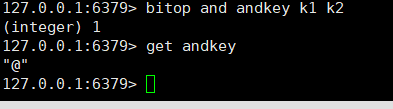 127.0.0.1:6379> bitop and andkey k1 k2
(integer) 1
127.0.0.1:6379> get andkey
"@"
127.0.0.1:6379>